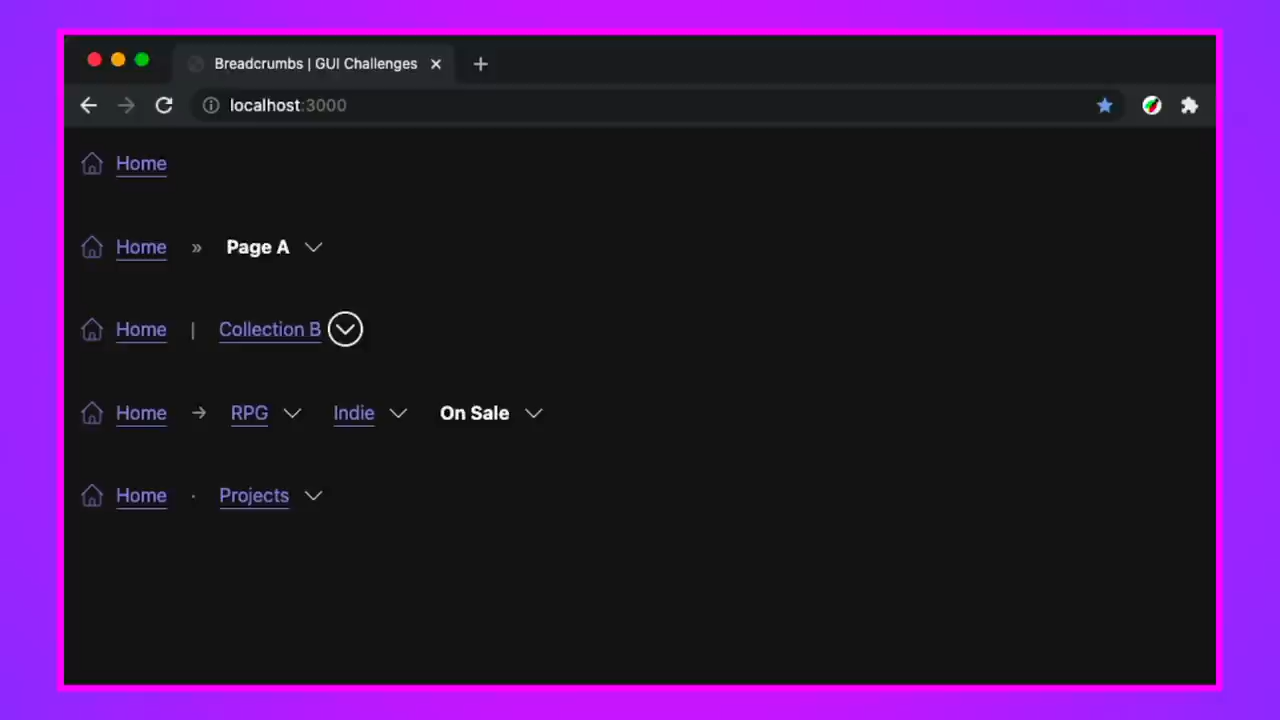 Breadcrumbs | GUI Challenges
localhost:3000
Home
Home » Page A
Home | Collection B
Home → RPG Indie On Sale
Home · Projects